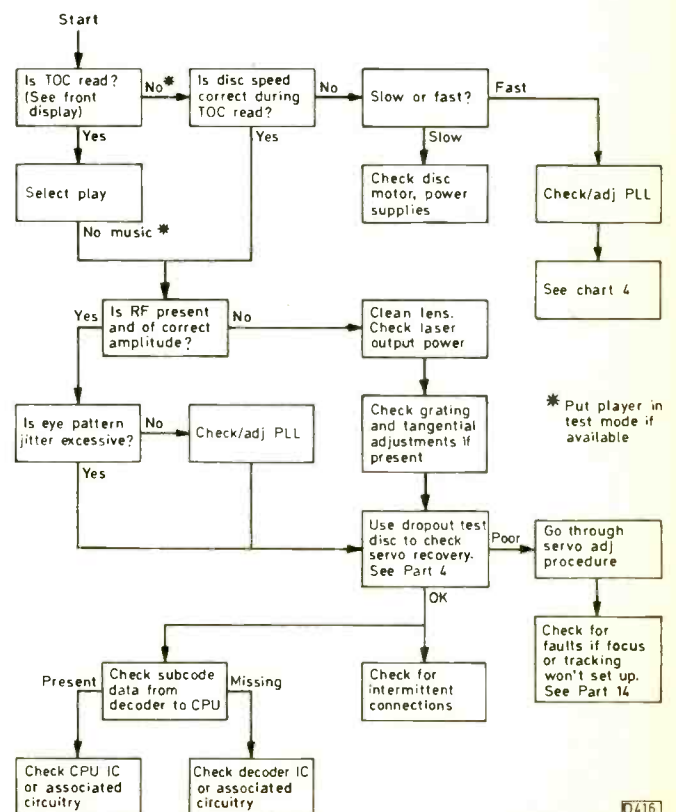 Start
Is TOC read?
(See front
display)
No*
Is disc speed
correct during
TOC read?
No
Slow or fast?
Fast
Yes
Yes
Slow
Select play
Check disc
motor, power
supplies
Check/adj PLL
No music *
See chart 4
Yes
Is RF present
and of correct
amplitude?
No
Clean lens.
Check laser
output power
Is eye pattern
jitter excessive?
No
Check/adj PLL
Check grating
and tangential
adjustments if
present
* Put player in
test mode if
available
Yes
Use dropout test
disc to check
servo recovery.
See Part 4
Poor
Go through
servo adj
procedure
OK
Present
Check subcode
data from
decoder to CPU
Missing
Check for
intermittent
connections
Check for
faults if focus
or tracking
won't set up.
See Part 14
Check CPU IC
or associated
circuitry
Check decoder IC
or associated
circuitry
D416